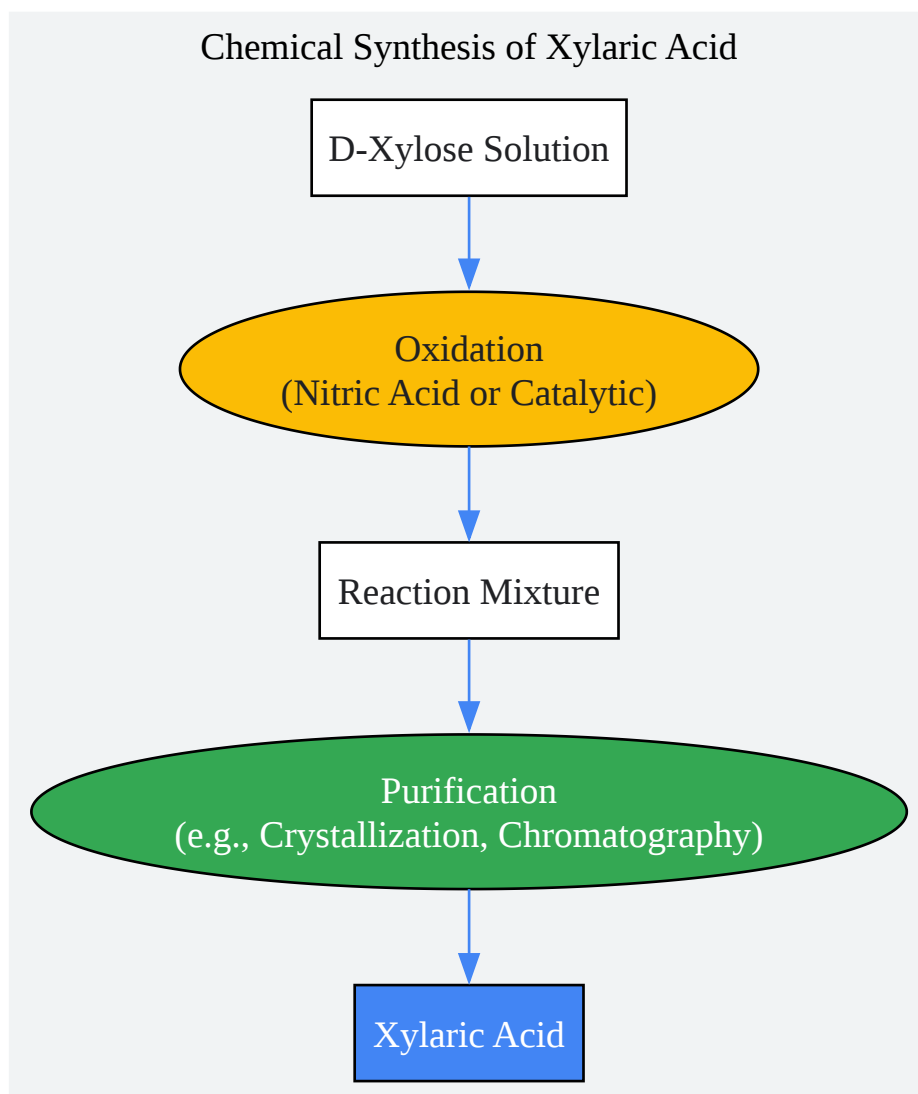 Chemical Synthesis of Xylaric Acid
D-Xylose Solution
Oxidation
(Nitric Acid or Catalytic)
Reaction Mixture
Purification
(e.g., Crystallization, Chromatography)
Xylaric Acid